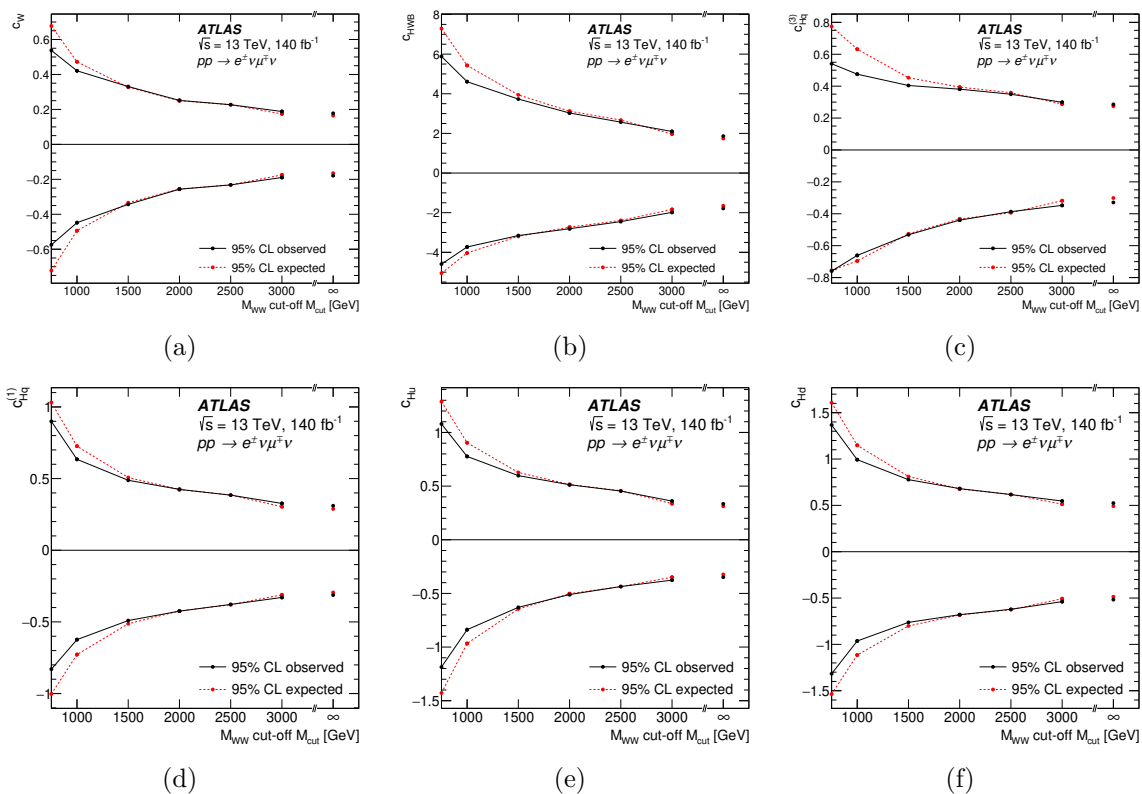 c_W
ATLAS
√s = 13 TeV, 140 fb⁻¹
pp → e±νμ∓ν
0.6
0.4
0.2
0
−0.2
−0.4
−0.6
95% CL observed
95% CL expected
1000 1500 2000 2500 3000 ∞
M_WW cut-off M_cut [GeV]
(a)
c_HWB
ATLAS
√s = 13 TeV, 140 fb⁻¹
pp → e±νμ∓ν
8
6
4
2
0
−2
−4
95% CL observed
95% CL expected
1000 1500 2000 2500 3000 ∞
M_WW cut-off M_cut [GeV]
(b)
c_Hq^(3)
ATLAS
√s = 13 TeV, 140 fb⁻¹
pp → e±νμ∓ν
0.8
0.6
0.4
0.2
0
−0.2
−0.4
−0.6
−0.8
95% CL observed
95% CL expected
1000 1500 2000 2500 3000 ∞
M_WW cut-off M_cut [GeV]
(c)
c_Hq^(1)
ATLAS
√s = 13 TeV, 140 fb⁻¹
pp → e±νμ∓ν
1
0.5
0
−0.5
−1
95% CL observed
95% CL expected
1000 1500 2000 2500 3000 ∞
M_WW cut-off M_cut [GeV]
(d)
c_Hu
ATLAS
√s = 13 TeV, 140 fb⁻¹
pp → e±νμ∓ν
1
0.5
0
−0.5
−1
−1.5
95% CL observed
95% CL expected
1000 1500 2000 2500 3000 ∞
M_WW cut-off M_cut [GeV]
(e)
c_Hd
ATLAS
√s = 13 TeV, 140 fb⁻¹
pp → e±νμ∓ν
1.5
1
0.5
0
−0.5
−1
−1.5
95% CL observed
95% CL expected
1000 1500 2000 2500 3000 ∞
M_WW cut-off M_cut [GeV]
(f)